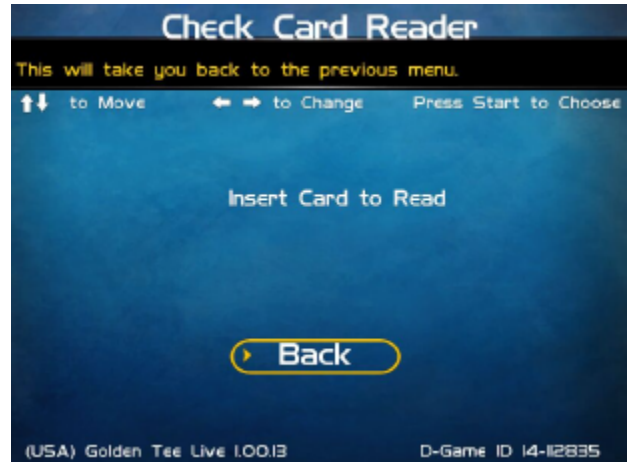 Check Card Reader
This will take you back to the previous menu.
⬆⬇ to Move ⬅ ➡ to Change Press Start to Choose
Insert Card to Read
Back
(USA) Golden Tee Live 1.00.13 D-Game ID 14-112835